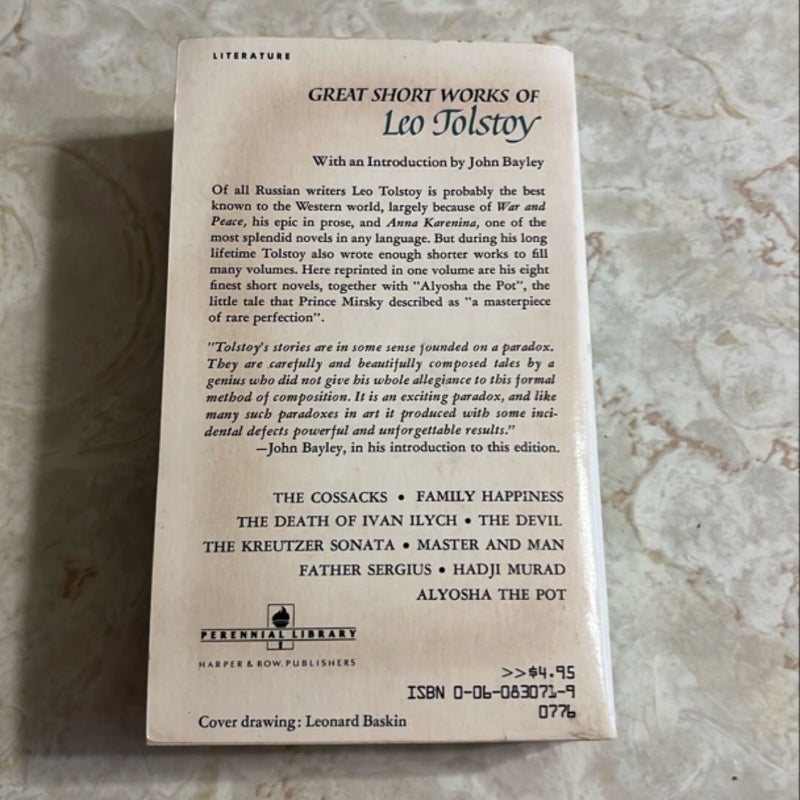 LITERATURE
GREAT SHORT WORKS OF
Leo Tolstoy
With an Introduction by John Bayley
Of all Russian writers Leo Tolstoy is probably the best
known to the Western world, largely because of War and
Peace, his epic in prose, and Anna Karenina, one of the
most splendid novels in any language. But during his long
lifetime Tolstoy also wrote enough shorter works to fill
many volumes. Here reprinted in one volume are his eight
finest short novels, together with "Alyosha the Pot", the
little tale that Prince Mirsky described as "a masterpiece
of rare perfection".
"Tolstoy's stories are in some sense founded on a paradox.
They are carefully and beautifully composed tales by a
genius who did not give his whole allegiance to this formal
method of composition. It is an exciting paradox, and like
many such paradoxes in art it produced with some inci-
dental defects powerful and unforgettable results."
—John Bayley, in his introduction to this edition.
THE COSSACKS • FAMILY HAPPINESS
THE DEATH OF IVAN ILYCH • THE DEVIL
THE KREUTZER SONATA • MASTER AND MAN
FATHER SERGIUS • HADJI MURAD
ALYOSHA THE POT
PERENNIAL LIBRARY
HARPER & ROW, PUBLISHERS
>>$4.95
ISBN 0-06-083071-9
0776
Cover drawing: Leonard Baskin